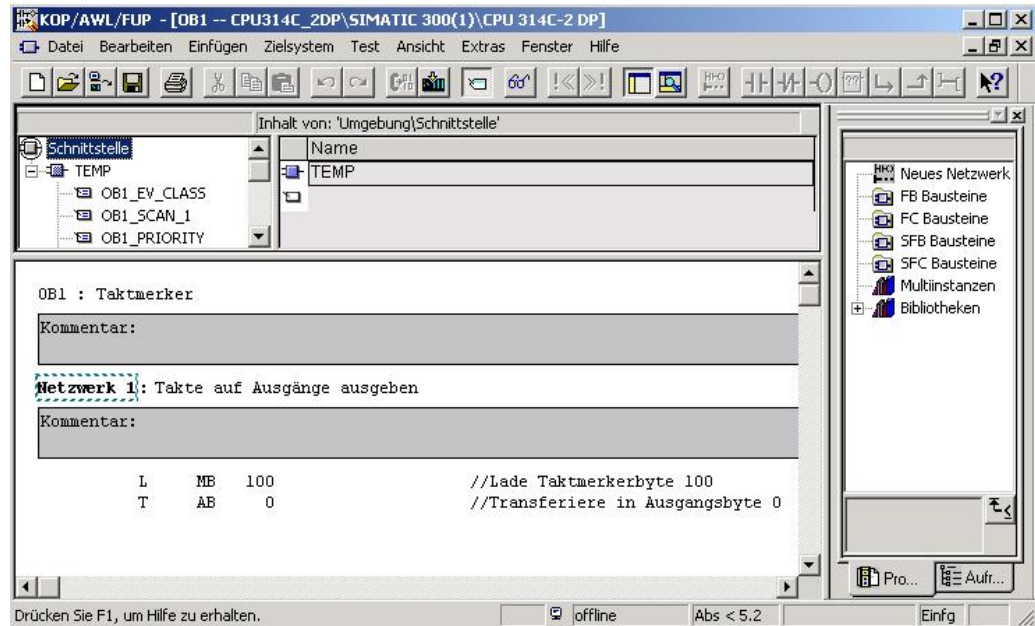 KOP/AWL/FUP - [OB1 -- CPU314C_2DP\SIMATIC 300(1)\CPU 314C-2 DP]
Datei Bearbeiten Einfügen Zielsystem Test Ansicht Extras Fenster Hilfe
Inhalt von: 'Umgebung\Schnittstelle'
Schnittstelle
TEMP
OB1_EV_CLASS
OB1_SCAN_1
OB1_PRIORITY
Name
TEMP
OB1 : Taktmerker
Kommentar:
Netzwerk 1: Takte auf Ausgänge ausgeben
Kommentar:
L MB 100 //Lade Taktmerkerbyte 100
T AB 0 //Transferiere in Ausgangsbyte 0
Neues Netzwerk
FB Bausteine
FC Bausteine
SFB Bausteine
SFC Bausteine
Multiinstanzen
Bibliotheken
Pro... Aufr...
Drücken Sie F1, um Hilfe zu erhalten. offline Abs < 5.2 Einfg